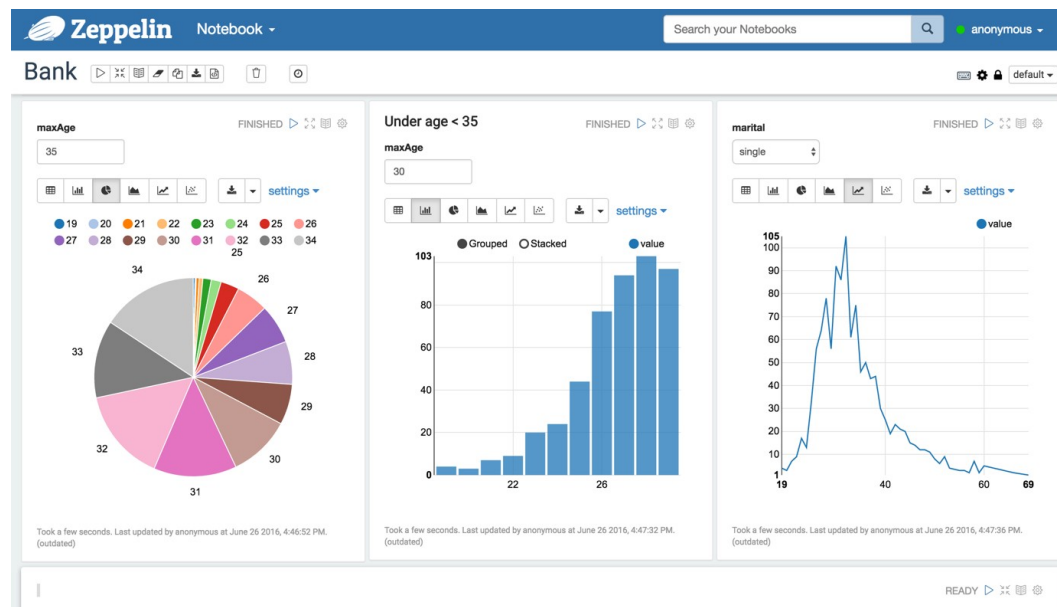 Zeppelin Notebook Search your Notebooks anonymous
Bank default
FINISHED
maxAge
35
settings
19 20 21 22 23 24 25 26
27 28 29 30 31 32 33 34
25
26
27
28
29
30
31
32
33
34
Took a few seconds. Last updated by anonymous at June 26 2016, 4:46:52 PM.
(outdated)
Under age < 35 FINISHED
maxAge
30
settings
Grouped Stacked value
103
80
60
40
20
0
22 26
Took a few seconds. Last updated by anonymous at June 26 2016, 4:47:32 PM.
(outdated)
FINISHED
marital
single
settings
value
105
100
90
80
70
60
50
40
30
20
10
1
19 40 60 69
Took a few seconds. Last updated by anonymous at June 26 2016, 4:47:36 PM.
(outdated)
READY